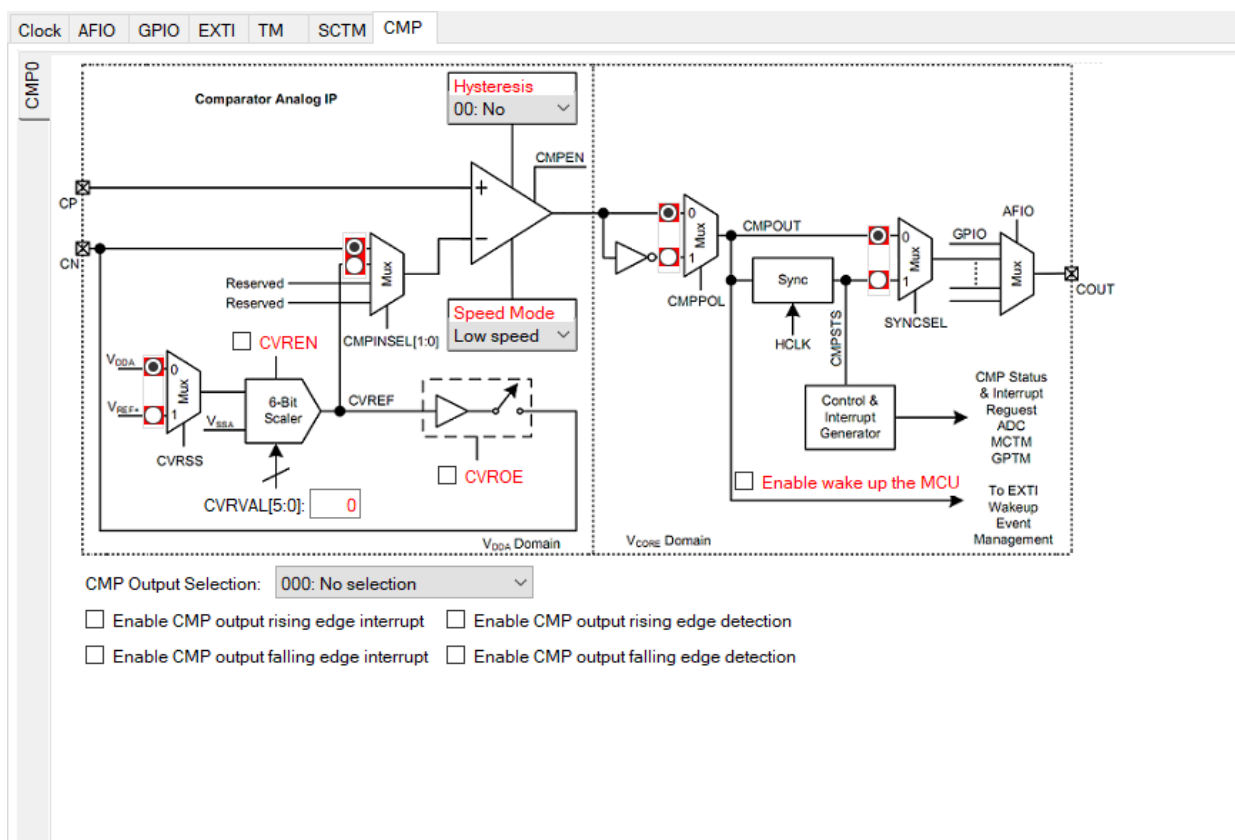 Clock AFIO GPIO EXTI TM SCTM CMP
CMP0
Comparator Analog IP
Hysteresis
00: No
CMPEN
CP
CN
Reserved
Reserved
Mux
CMPINSEL[1:0]
Speed Mode
Low speed
CVREN
VDDA
0
VREF+
1
Mux
CVRSS
6-Bit
Scaler
VSSA
CVREF
CVROE
CVRVAL[5:0]: 0
VDDA Domain
0
1
Mux
CMPPOL
CMPOUT
Sync
HCLK
CMPSTS
0
1
Mux
SYNCSEL
GPIO
AFIO
Mux
COUT
Control &
Interrupt
Generator
CMP Status
& Interrupt
Reguest
ADC
MCTM
GPTM
Enable wake up the MCU
To EXTI
Wakeup
Event
Management
VCORE Domain
CMP Output Selection: 000: No selection
Enable CMP output rising edge interrupt Enable CMP output rising edge detection
Enable CMP output falling edge interrupt Enable CMP output falling edge detection